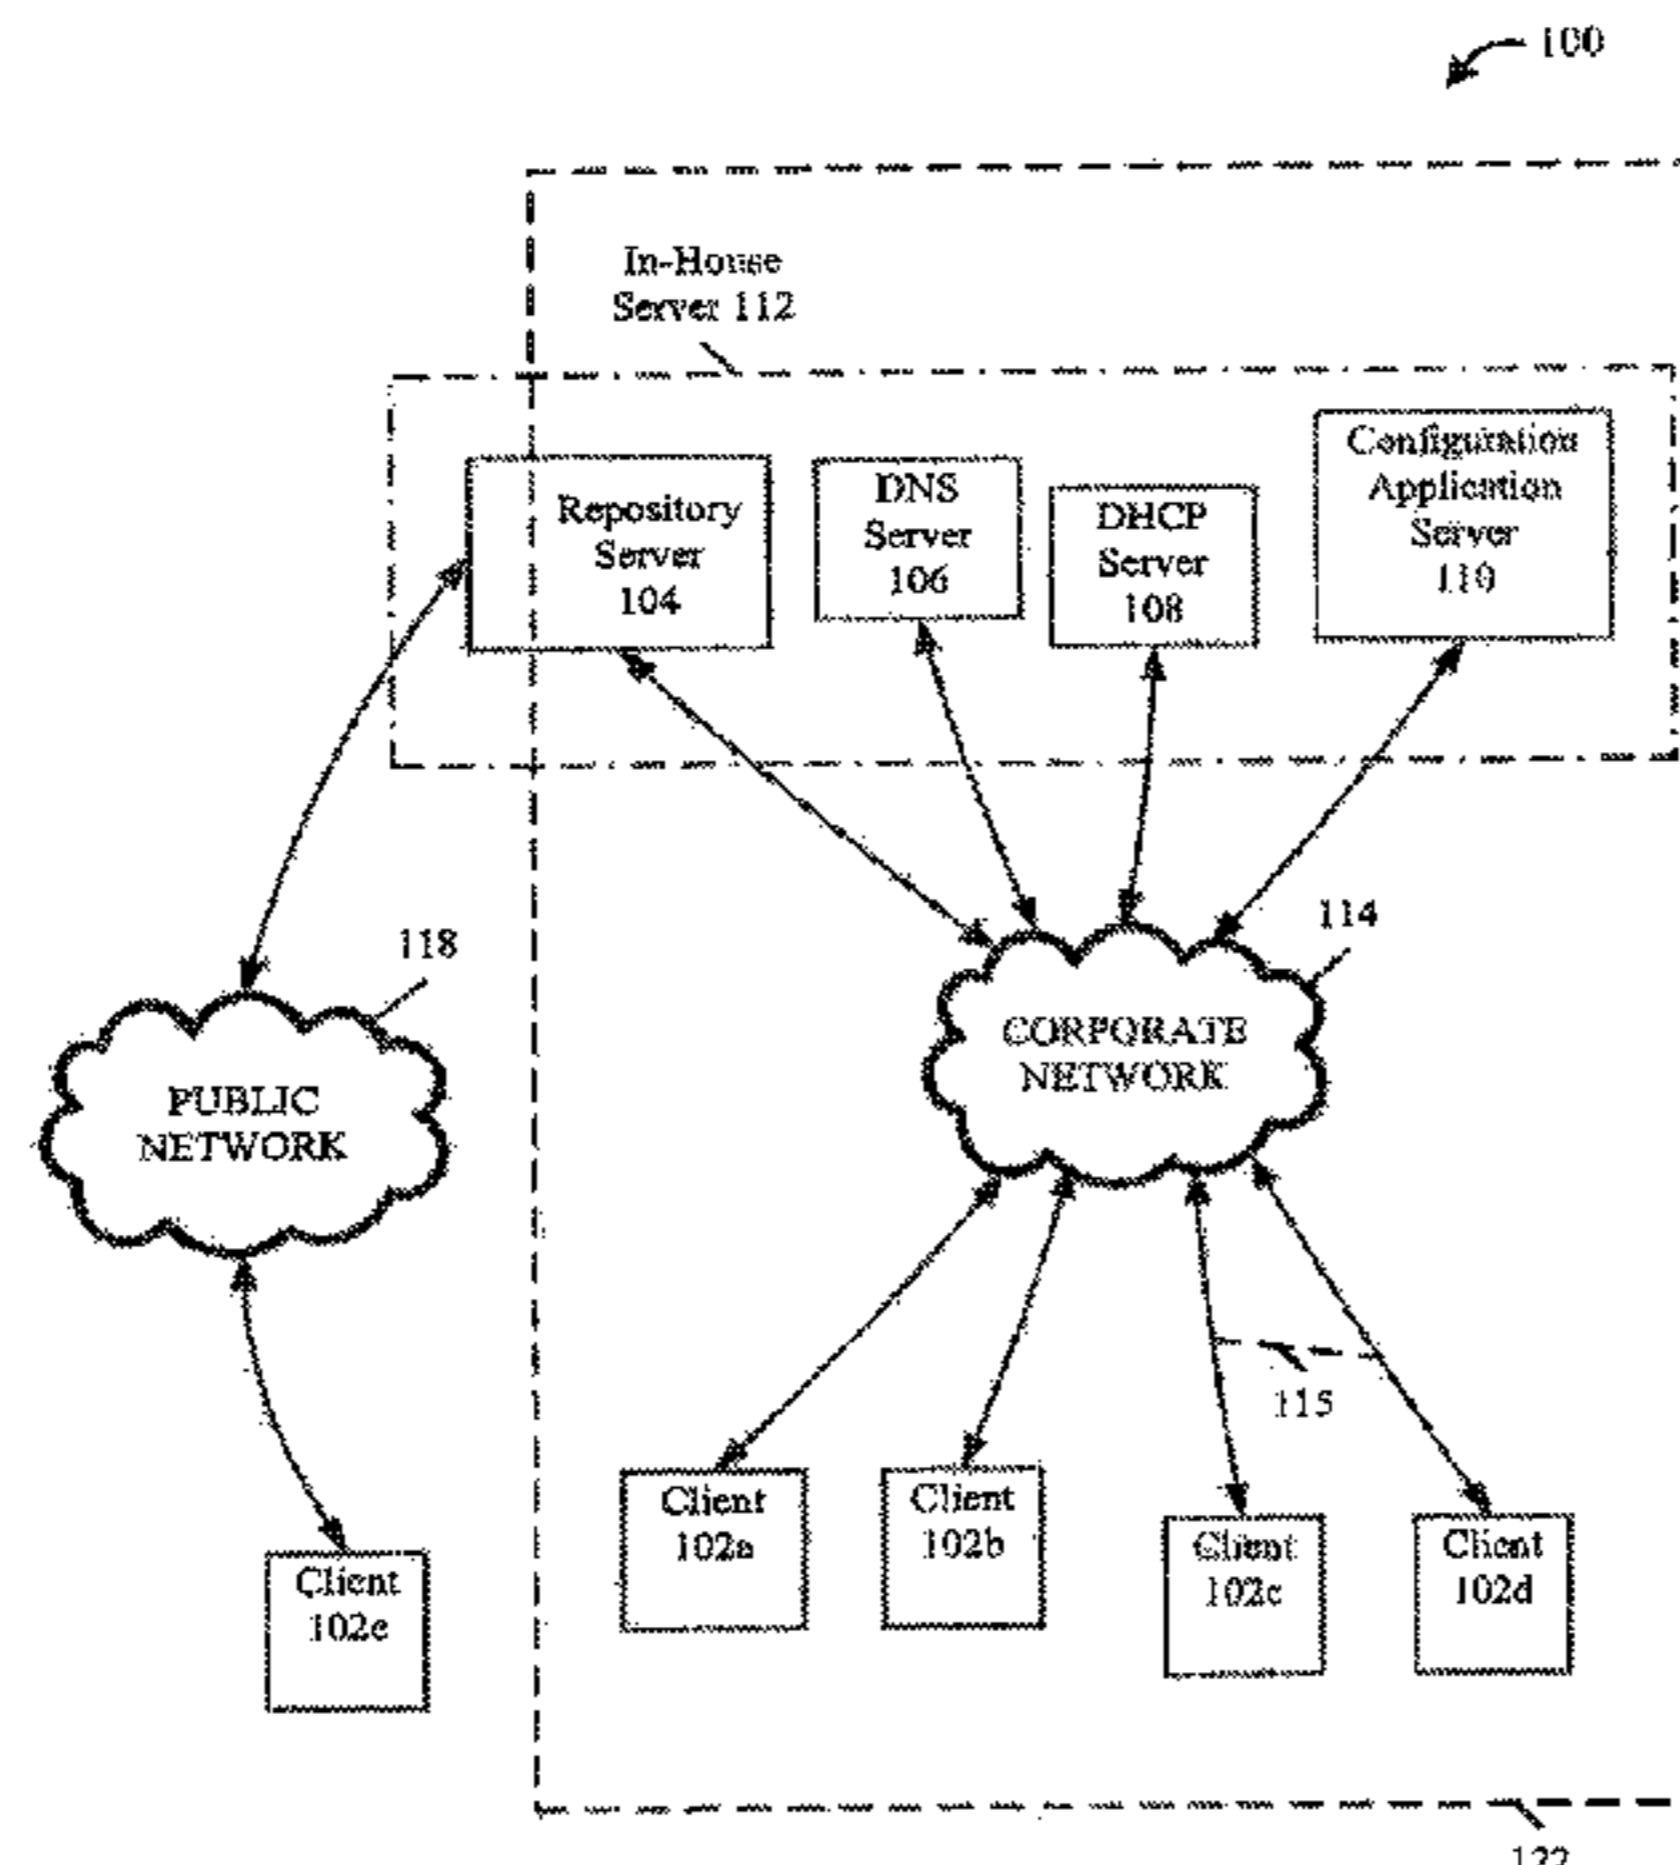 100
In-House
Server 112
Repository
Server
104
DNS
Server
106
DHCP
Server
108
Configuration
Application
Server
110
118
114
PUBLIC
NETWORK
CORPORATE
NETWORK
115
Client
102a
Client
102b
Client
102c
Client
102d
Client
102e
122